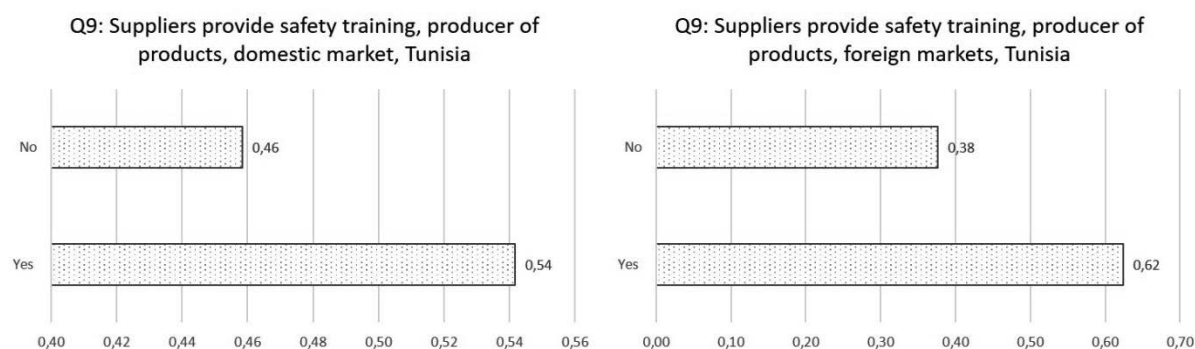 Q9: Suppliers provide safety training, producer of
products, domestic market, Tunisia
No
0,46
Yes
0,54
0,40 0,42 0,44 0,46 0,48 0,50 0,52 0,54 0,56
Q9: Suppliers provide safety training, producer of
products, foreign markets, Tunisia
No
0,38
Yes
0,62
0,00 0,10 0,20 0,30 0,40 0,50 0,60 0,70